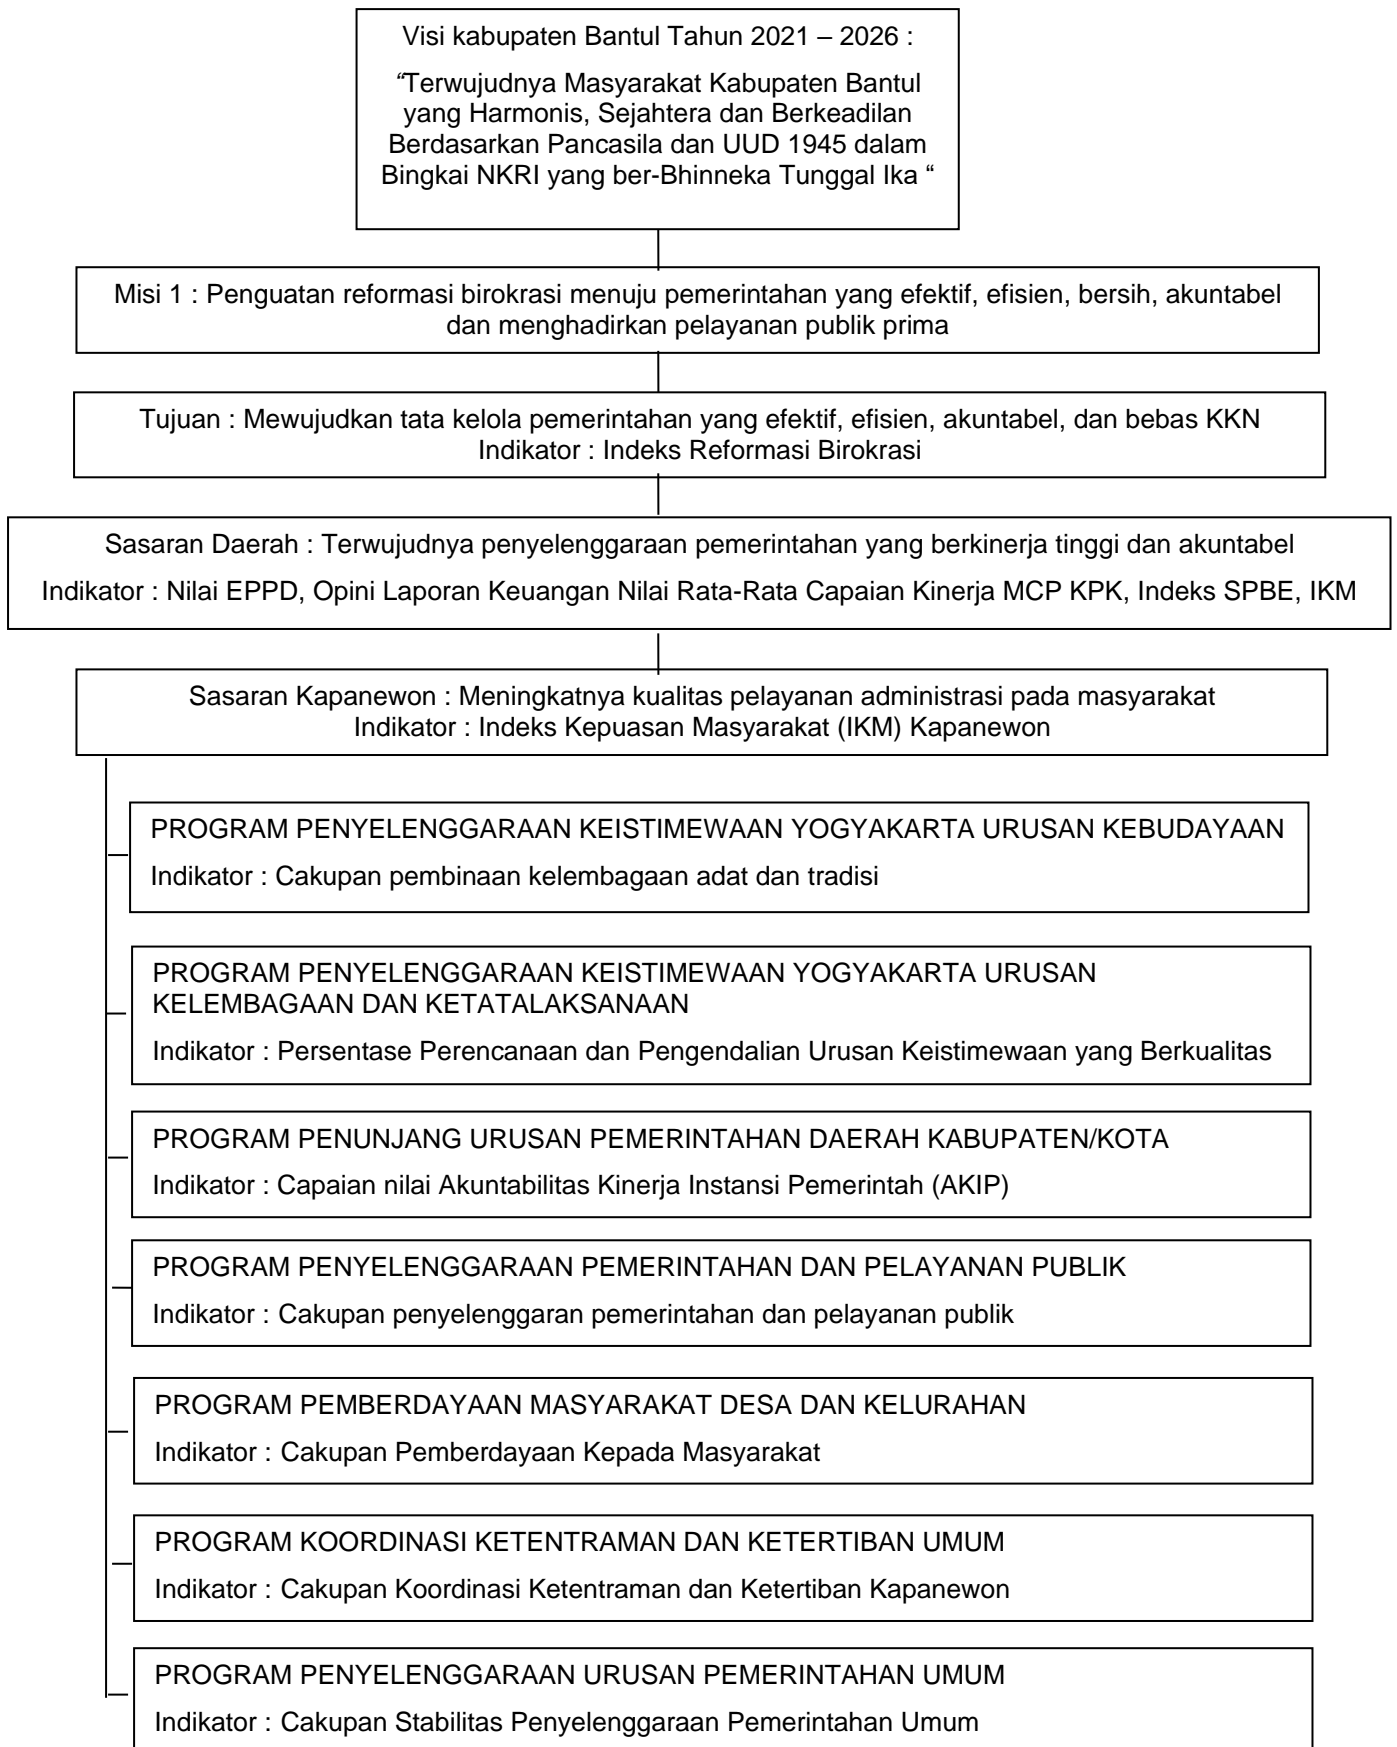 Visi kabupaten Bantul Tahun 2021 – 2026 :
“Terwujudnya Masyarakat Kabupaten Bantul
yang Harmonis, Sejahtera dan Berkeadilan
Berdasarkan Pancasila dan UUD 1945 dalam
Bingkai NKRI yang ber-Bhinneka Tunggal Ika “
Misi 1 : Penguatan reformasi birokrasi menuju pemerintahan yang efektif, efisien, bersih, akuntabel
dan menghadirkan pelayanan publik prima
Tujuan : Mewujudkan tata kelola pemerintahan yang efektif, efisien, akuntabel, dan bebas KKN
Indikator : Indeks Reformasi Birokrasi
Sasaran Daerah : Terwujudnya penyelenggaraan pemerintahan yang berkinerja tinggi dan akuntabel
Indikator : Nilai EPPD, Opini Laporan Keuangan Nilai Rata-Rata Capaian Kinerja MCP KPK, Indeks SPBE, IKM
Sasaran Kapanewon : Meningkatnya kualitas pelayanan administrasi pada masyarakat
Indikator : Indeks Kepuasan Masyarakat (IKM) Kapanewon
PROGRAM PENYELENGGARAAN KEISTIMEWAAN YOGYAKARTA URUSAN KEBUDAYAAN
Indikator : Cakupan pembinaan kelembagaan adat dan tradisi
PROGRAM PENYELENGGARAAN KEISTIMEWAAN YOGYAKARTA URUSAN
KELEMBAGAAN DAN KETATALAKSANAAN
Indikator : Persentase Perencanaan dan Pengendalian Urusan Keistimewaan yang Berkualitas
PROGRAM PENUNJANG URUSAN PEMERINTAHAN DAERAH KABUPATEN/KOTA
Indikator : Capaian nilai Akuntabilitas Kinerja Instansi Pemerintah (AKIP)
PROGRAM PENYELENGGARAAN PEMERINTAHAN DAN PELAYANAN PUBLIK
Indikator : Cakupan penyelenggaran pemerintahan dan pelayanan publik
PROGRAM PEMBERDAYAAN MASYARAKAT DESA DAN KELURAHAN
Indikator : Cakupan Pemberdayaan Kepada Masyarakat
PROGRAM KOORDINASI KETENTRAMAN DAN KETERTIBAN UMUM
Indikator : Cakupan Koordinasi Ketentraman dan Ketertiban Kapanewon
PROGRAM PENYELENGGARAAN URUSAN PEMERINTAHAN UMUM
Indikator : Cakupan Stabilitas Penyelenggaraan Pemerintahan Umum